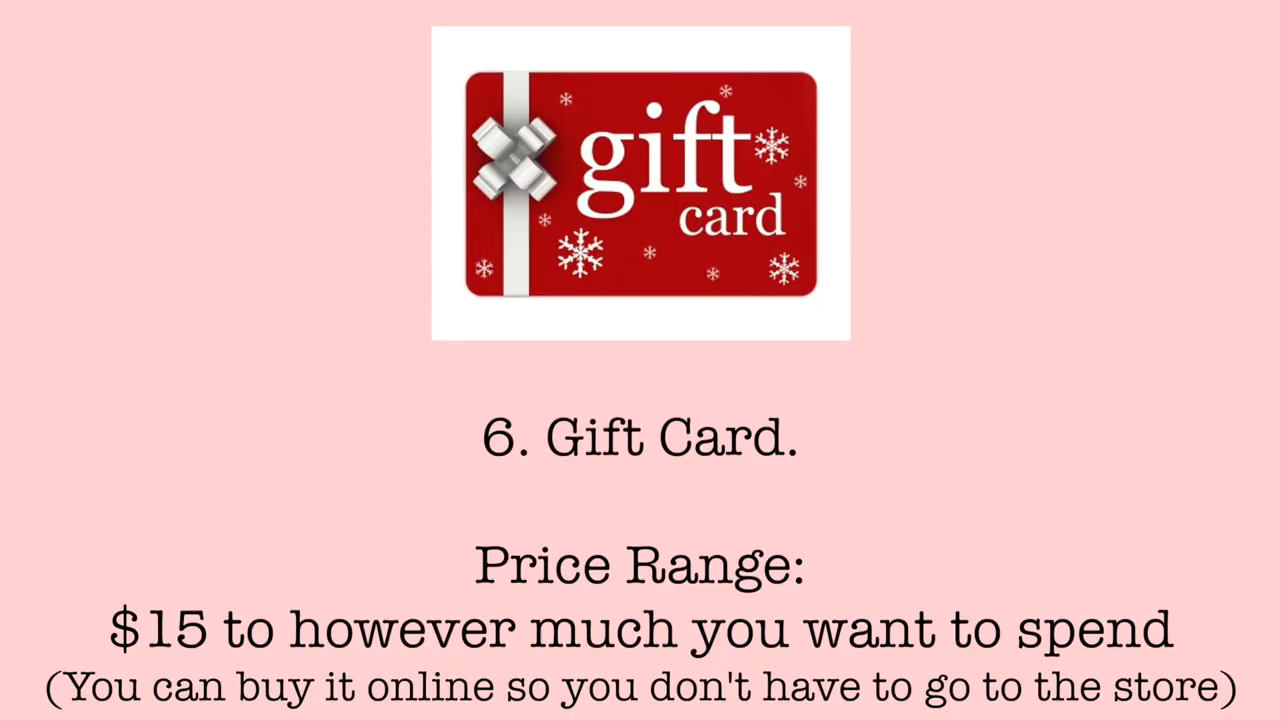 gift
card
6. Gift Card.
Price Range:
$15 to however much you want to spend
(You can buy it online so you don't have to go to the store)